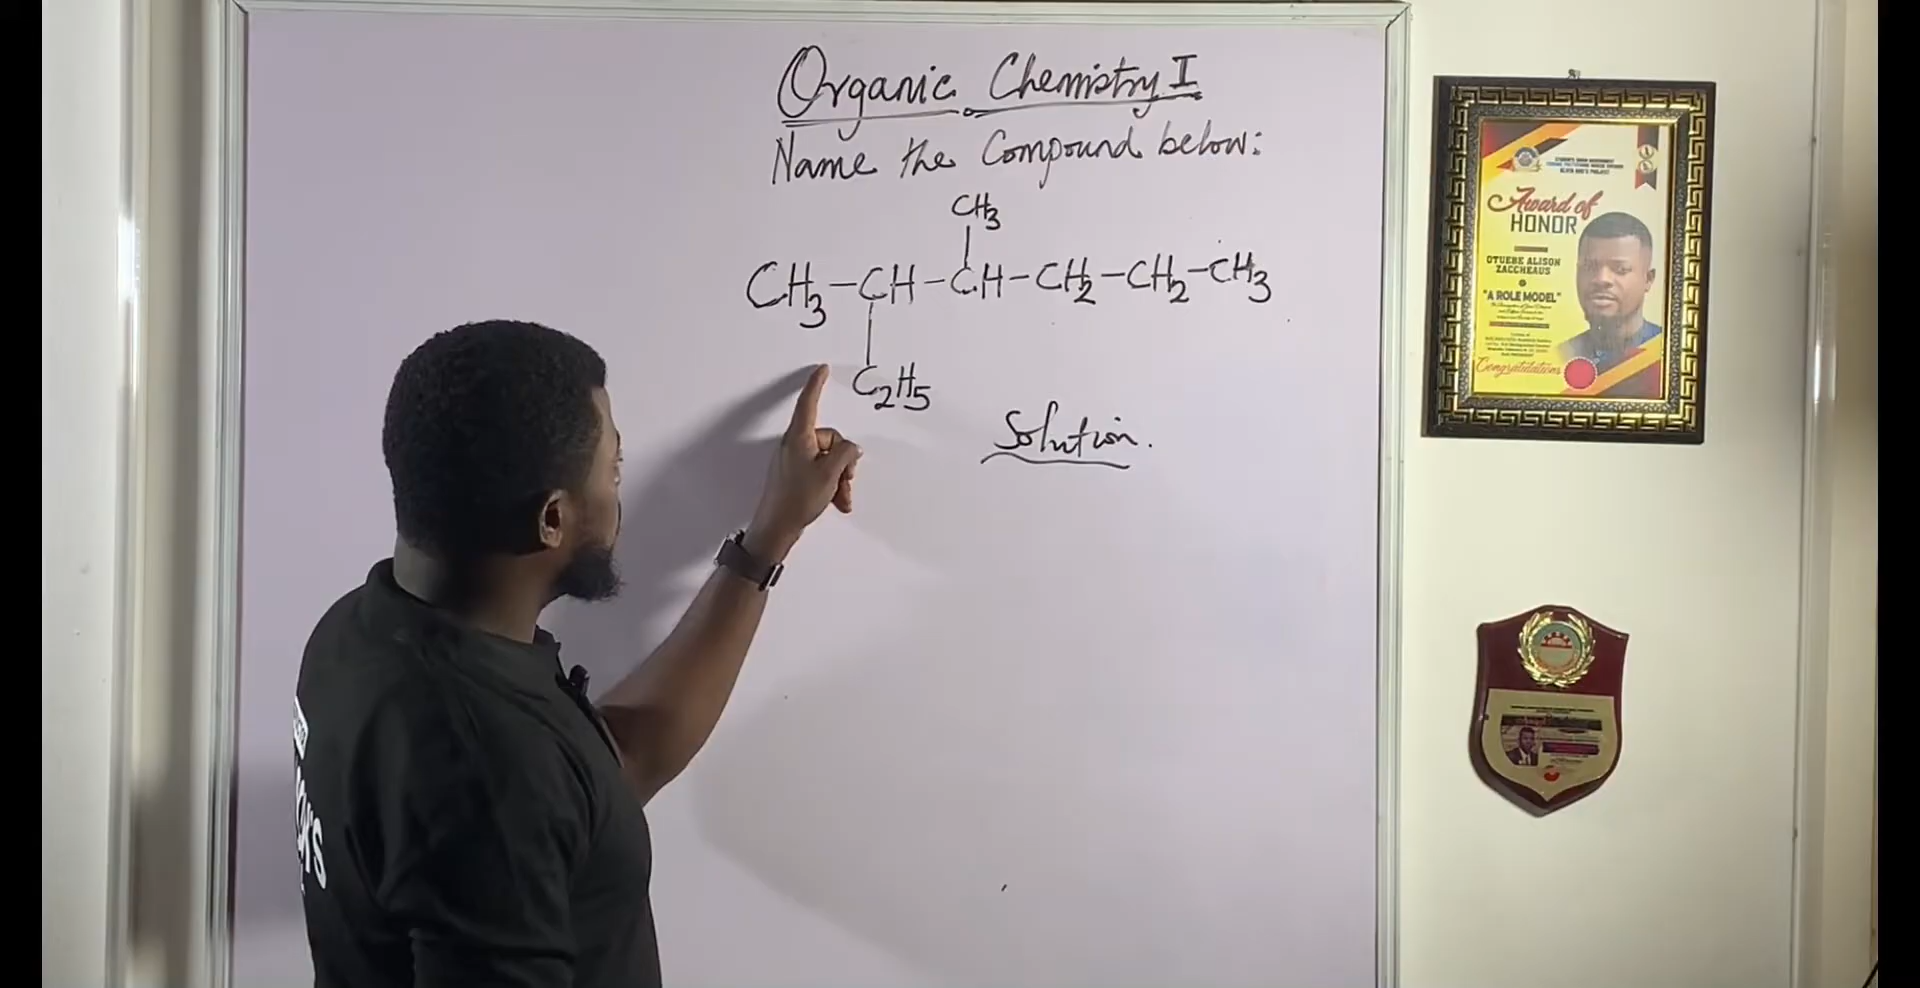 Organic Chemistry I
Name the Compound below:
CH3
CH3-CH-CH-CH2-CH2-CH3
C2H5
Solution.
Award of
HONOR
OTUEBE ALISON
ZACCHEAUS
"A ROLE MODEL"
Congratulations